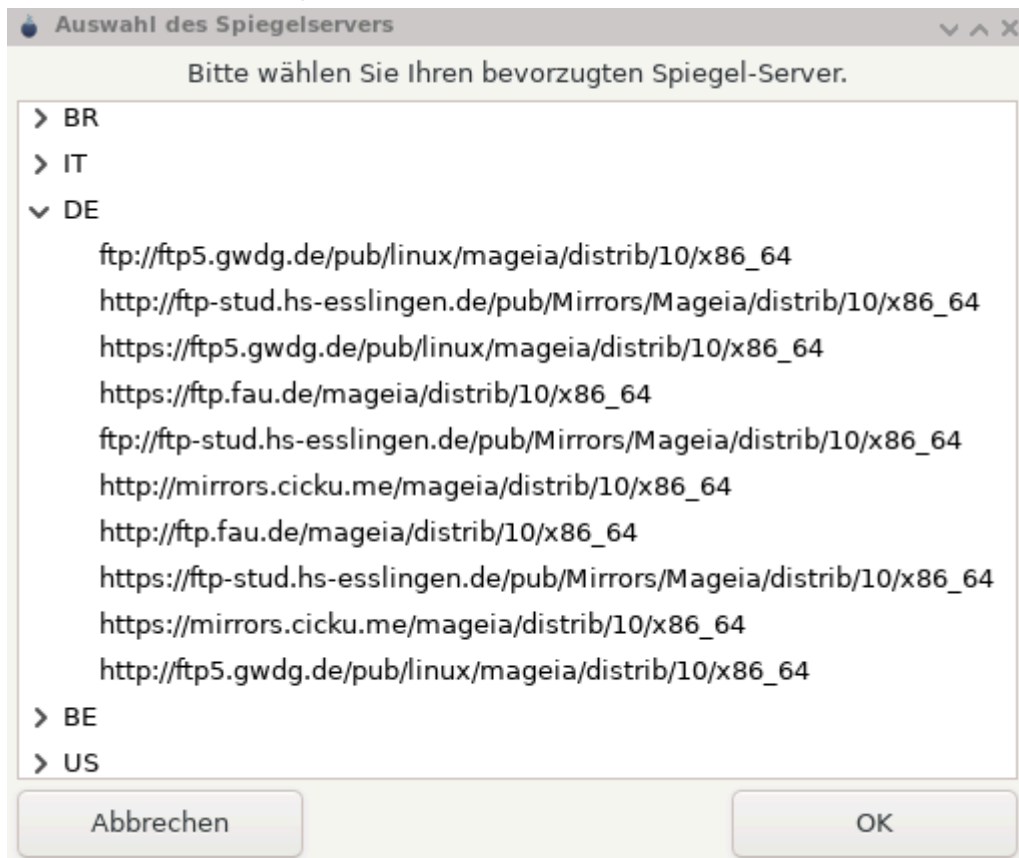 Auswahl des Spiegelservers
Bitte wählen Sie Ihren bevorzugten Spiegel-Server.
BR
IT
DE
ftp://ftp5.gwdg.de/pub/linux/mageia/distrib/10/x86_64
http://ftp-stud.hs-esslingen.de/pub/Mirrors/Mageia/distrib/10/x86_64
https://ftp5.gwdg.de/pub/linux/mageia/distrib/10/x86_64
https://ftp.fau.de/mageia/distrib/10/x86_64
ftp://ftp-stud.hs-esslingen.de/pub/Mirrors/Mageia/distrib/10/x86_64
http://mirrors.cicku.me/mageia/distrib/10/x86_64
http://ftp.fau.de/mageia/distrib/10/x86_64
https://ftp-stud.hs-esslingen.de/pub/Mirrors/Mageia/distrib/10/x86_64
https://mirrors.cicku.me/mageia/distrib/10/x86_64
http://ftp5.gwdg.de/pub/linux/mageia/distrib/10/x86_64
BE
US
Abbrechen OK